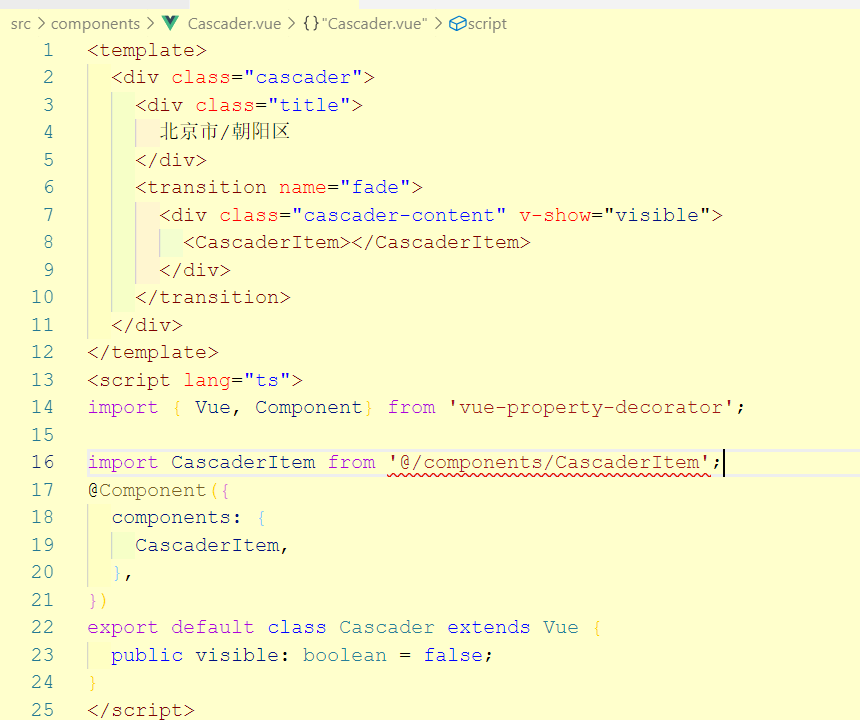 src > components > Cascader.vue > {} "Cascader.vue" > script
1 <template>
2   <div class="cascader">
3     <div class="title">
4       北京市/朝阳区
5     </div>
6     <transition name="fade">
7       <div class="cascader-content" v-show="visible">
8         <CascaderItem></CascaderItem>
9       </div>
10     </transition>
11   </div>
12 </template>
13 <script lang="ts">
14 import { Vue, Component} from 'vue-property-decorator';
15
16 import CascaderItem from '@/components/CascaderItem';
17 @Component({
18   components: {
19     CascaderItem,
20   },
21 })
22 export default class Cascader extends Vue {
23   public visible: boolean = false;
24 }
25 </script>